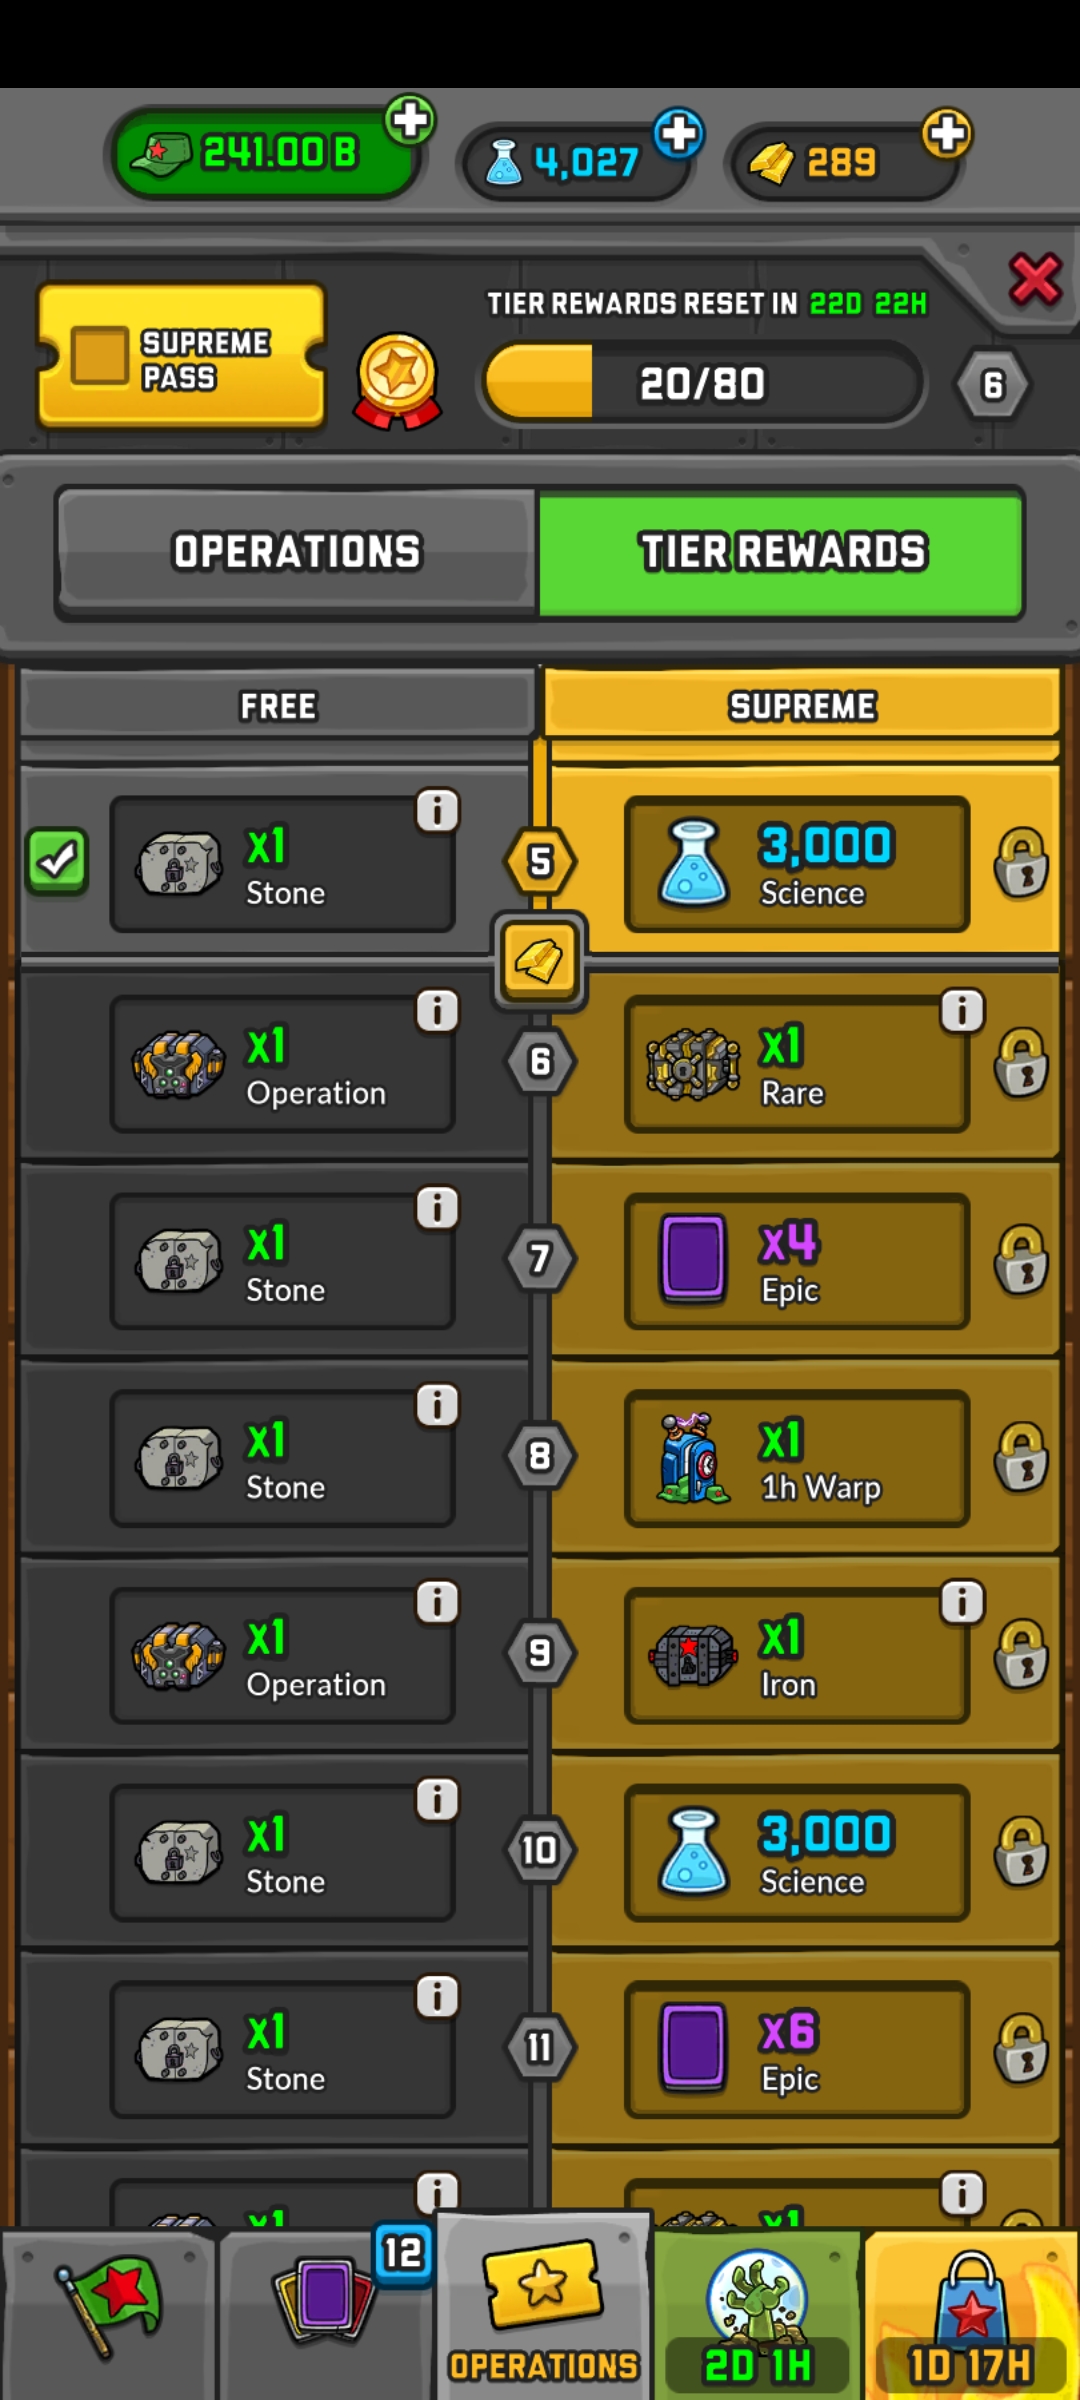 241.00 B
4,027
289
TIER REWARDS RESET IN 22D 22H
SUPREME
PASS
20/80
6
OPERATIONS
TIER REWARDS
FREE
SUPREME
x1
Stone
5
3,000
Science
x1
Operation
6
x1
Rare
x1
Stone
7
x4
Epic
x1
Stone
8
x1
1h Warp
x1
Operation
9
x1
Iron
x1
Stone
10
3,000
Science
x1
Stone
11
x6
Epic
x1
x1
12
OPERATIONS
2D 1H
1D 17H